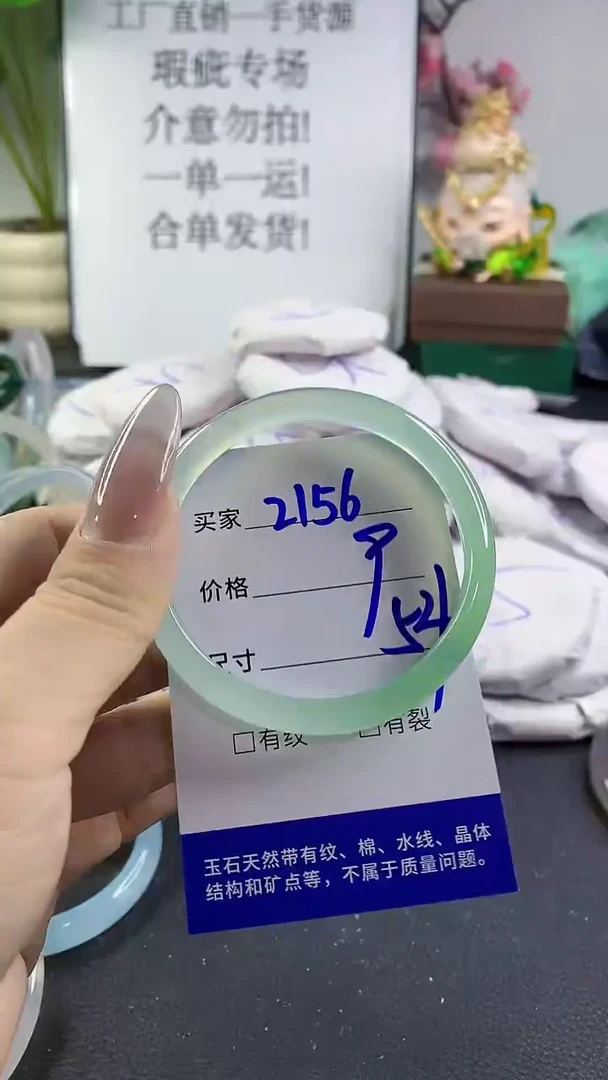 工厂直销一手货源
瑕疵专场
介意勿拍!
一单一运!
合单发货!
买家 2156
价格
尺寸 52
□有纹 □有裂
玉石天然带有纹、棉、水线、晶体
结构和矿点等，不属于质量问题。